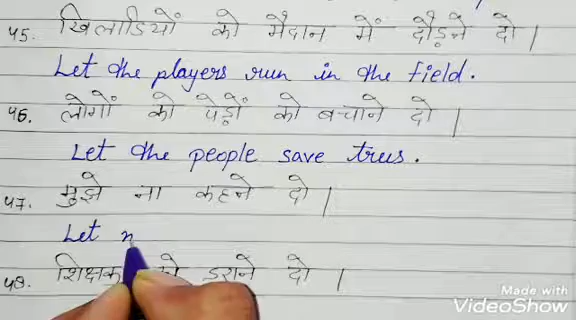 45. खिलाडियों को मैदान में दौड़ने दो |
Let the players run in the field.
46. लोगों को पेड़ों को बचाने दो |
Let the people save trees.
47. मुझे ना कहने दो |
Let
48. शिक्षक को डराने दो |
Made with
VideoShow